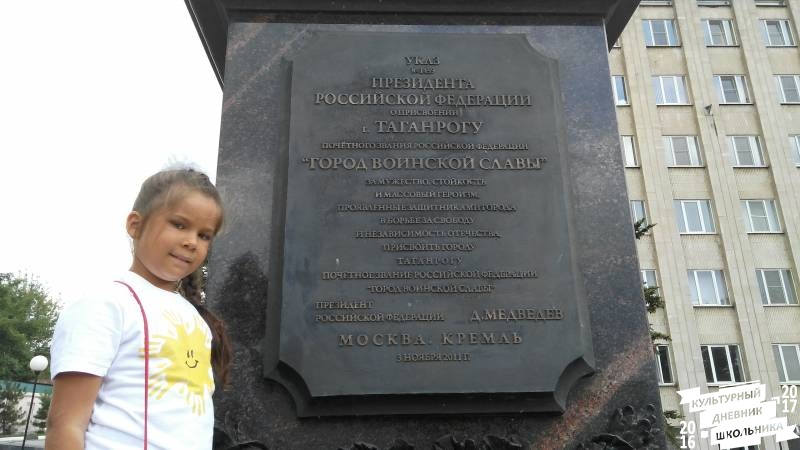 УКАЗ
ПРЕЗИДЕНТА
РОССИЙСКОЙ ФЕДЕРАЦИИ
О ПРИСВОЕНИИ
г. ТАГАНРОГУ
ПОЧЁТНОГО ЗВАНИЯ РОССИЙСКОЙ ФЕДЕРАЦИИ
"ГОРОД ВОИНСКОЙ СЛАВЫ"
ЗА МУЖЕСТВО, СТОЙКОСТЬ
И МАССОВЫЙ ГЕРОИЗМ,
ПРОЯВЛЕННЫЕ ЗАЩИТНИКАМИ ГОРОДА
В БОРЬБЕ ЗА СВОБОДУ
И НЕЗАВИСИМОСТЬ ОТЕЧЕСТВА,
ПРИСВОИТЬ ГОРОДУ
ТАГАНРОГУ
ПОЧЁТНОЕ ЗВАНИЕ РОССИЙСКОЙ ФЕДЕРАЦИИ
"ГОРОД ВОИНСКОЙ СЛАВЫ"
ПРЕЗИДЕНТ
РОССИЙСКОЙ ФЕДЕРАЦИИ Д.МЕДВЕДЕВ
МОСКВА. КРЕМЛЬ
3 НОЯБРЯ 2011 Г.
КУЛЬТУРНЫЙ
ДНЕВНИК
ШКОЛЬНИКА
2016
2017